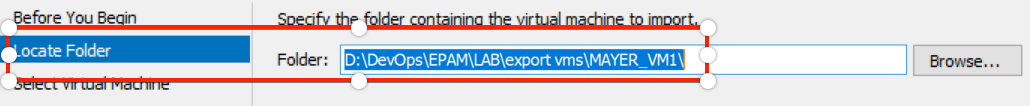 Before You Begin
Specify the folder containing the virtual machine to import.
Locate Folder
Folder: D:\DevOps\EPAM\LAB\export vms\MAYER_VM1\ Browse...
Select Virtual Machine